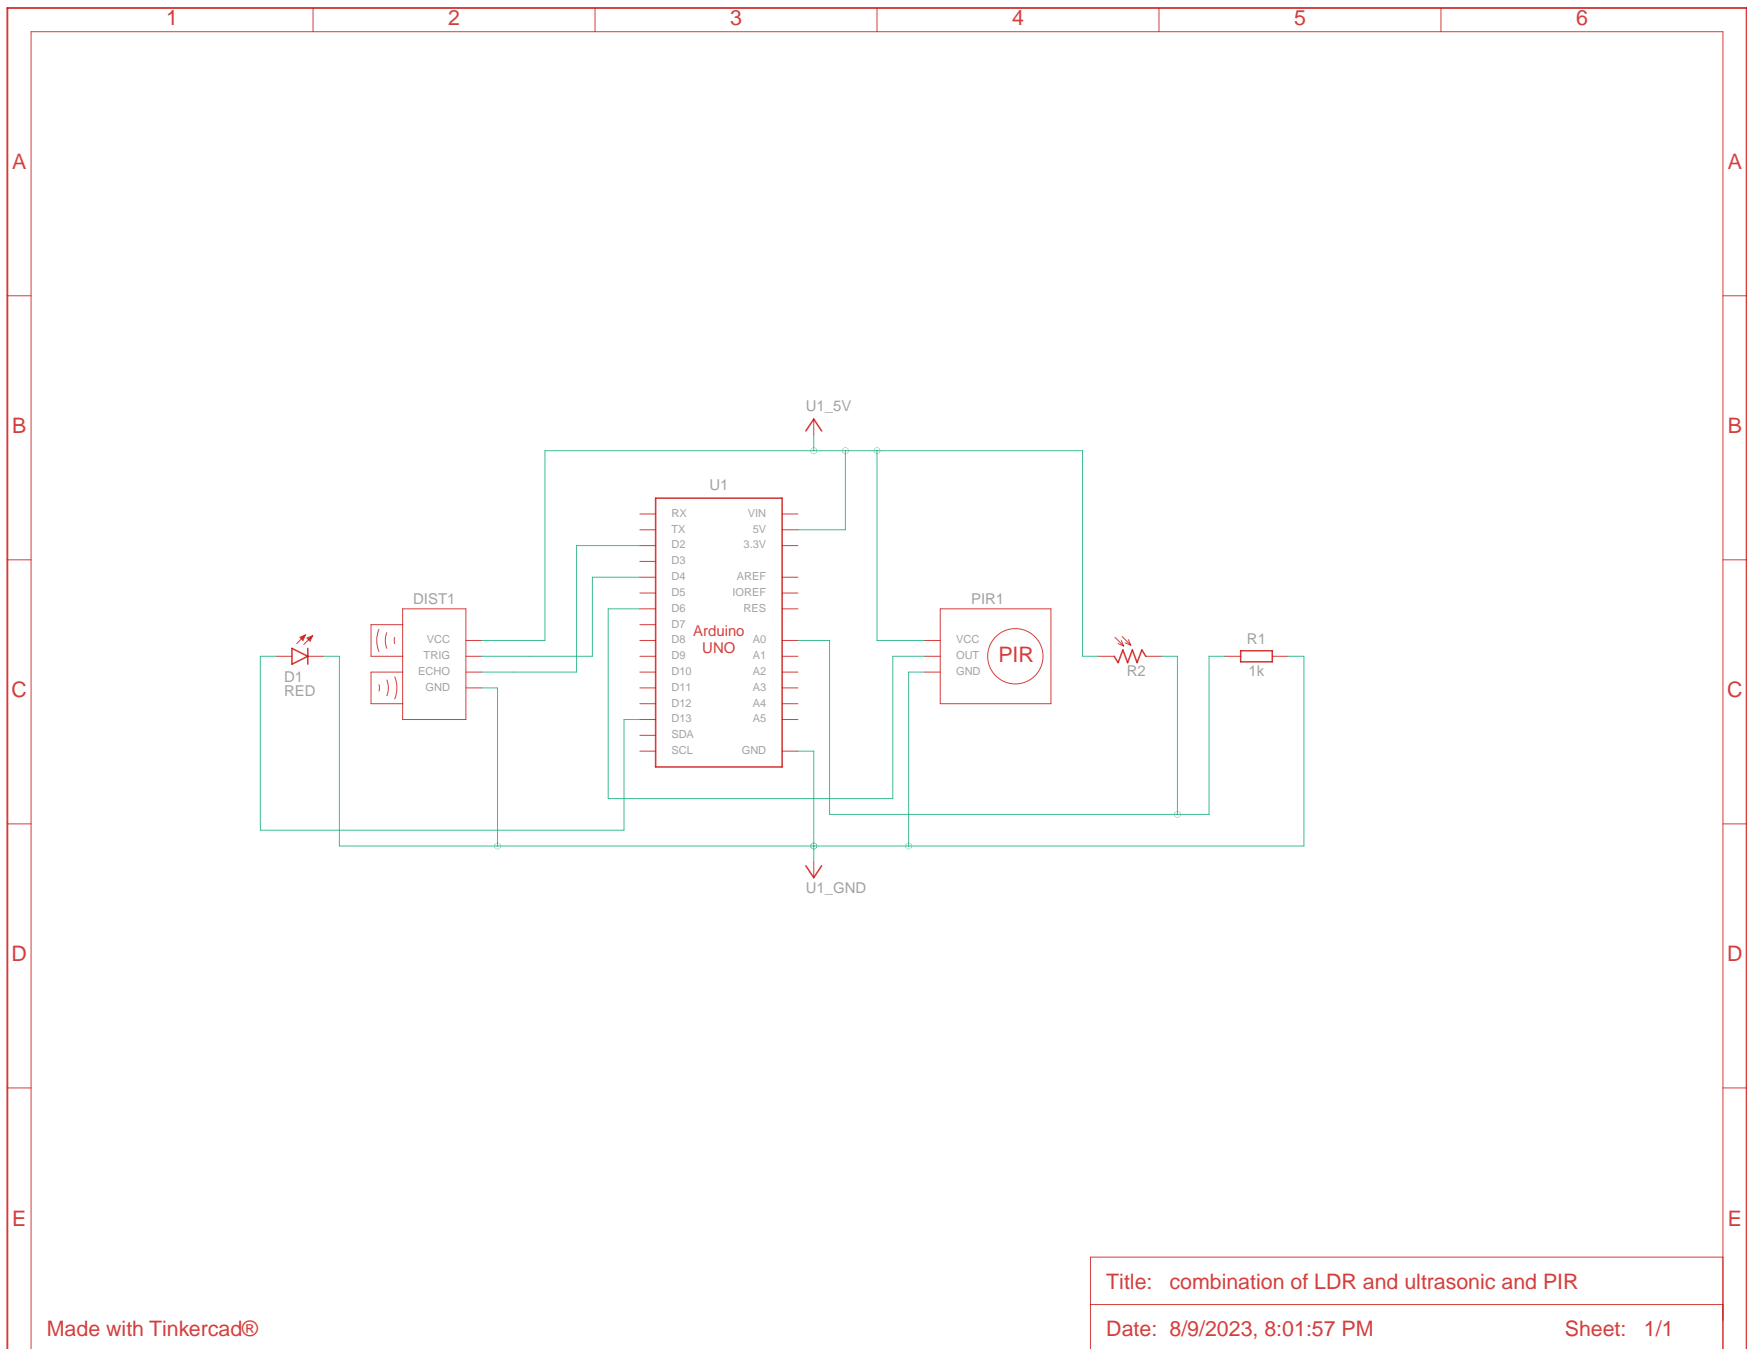 1 2 3 4 5 6
A A
B B
C C
D D
E E
U1_5V
U1
RX VIN
TX 5V
D2 3.3V
D3
D4 AREF
D5 IOREF
D6 RES
D7
D8 A0
D9 A1
D10 A2
D11 A3
D12 A4
D13 A5
SDA
SCL GND
Arduino
UNO
DIST1
VCC
TRIG
ECHO
GND
D1
RED
PIR1
VCC
OUT
GND
PIR
R2
R1
1k
U1_GND
Title: combination of LDR and ultrasonic and PIR
Made with Tinkercad®
Date: 8/9/2023, 8:01:57 PM Sheet: 1/1